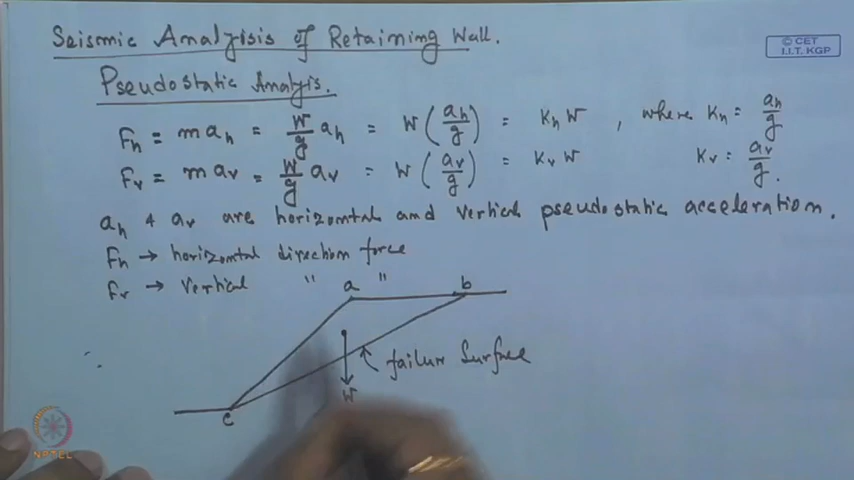 Seismic Analysis of Retaining Wall.
© CET
I.I.T. KGP
Pseudostatic Analysis.
Fh = m ah = W/g ah = W (ah/g) = Kh W , where Kh = ah/g
Fv = m av = W/g av = W (av/g) = Kv W Kv = av/g.
ah & av are horizontal and vertical pseudostatic acceleration.
Fh → horizontal direction force
Fv → vertical " "
a b
failure Surface
W
c
NPTEL